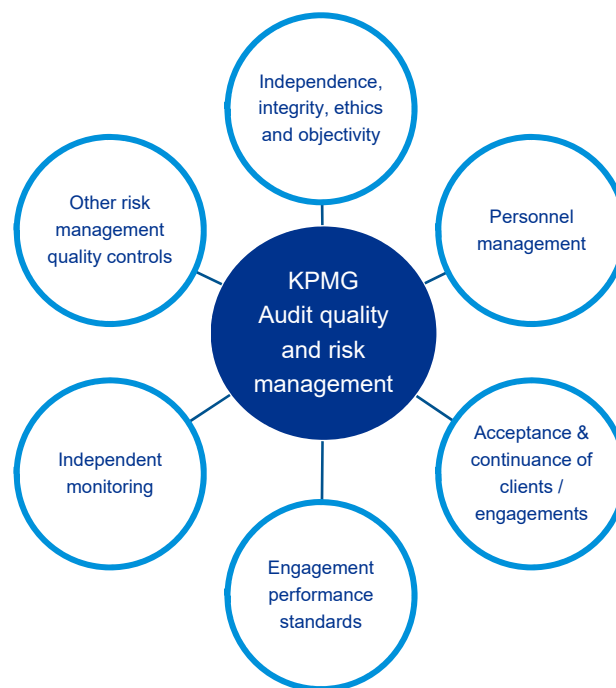 Independence,
integrity, ethics
and objectivity
Other risk
management
quality controls
Personnel
management
KPMG
Audit quality
and risk
management
Independent
monitoring
Acceptance &
continuance of
clients /
engagements
Engagement
performance
standards